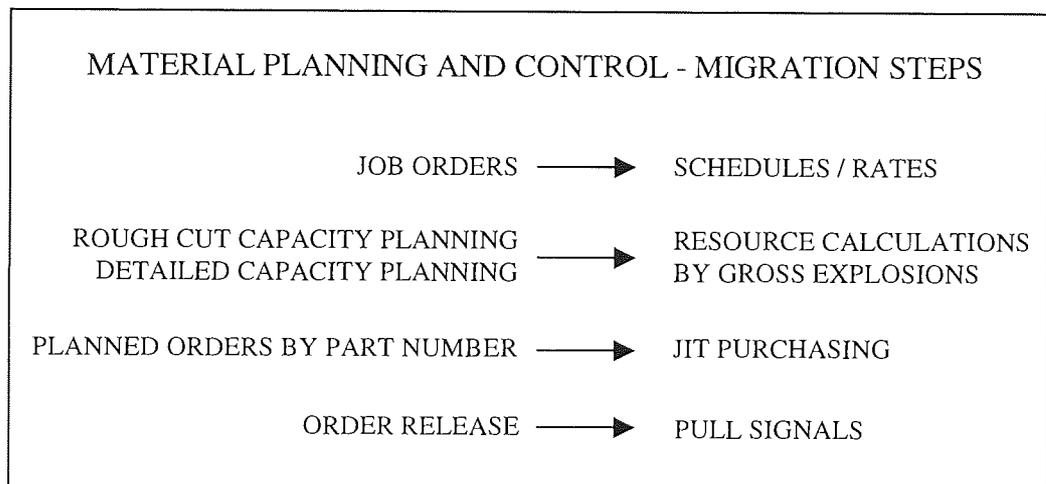 MATERIAL PLANNING AND CONTROL - MIGRATION STEPS
JOB ORDERS → SCHEDULES / RATES
ROUGH CUT CAPACITY PLANNING
DETAILED CAPACITY PLANNING → RESOURCE CALCULATIONS
BY GROSS EXPLOSIONS
PLANNED ORDERS BY PART NUMBER → JIT PURCHASING
ORDER RELEASE → PULL SIGNALS